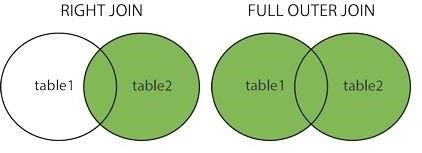 RIGHT JOIN
FULL OUTER JOIN
table1
table2
table1
table2